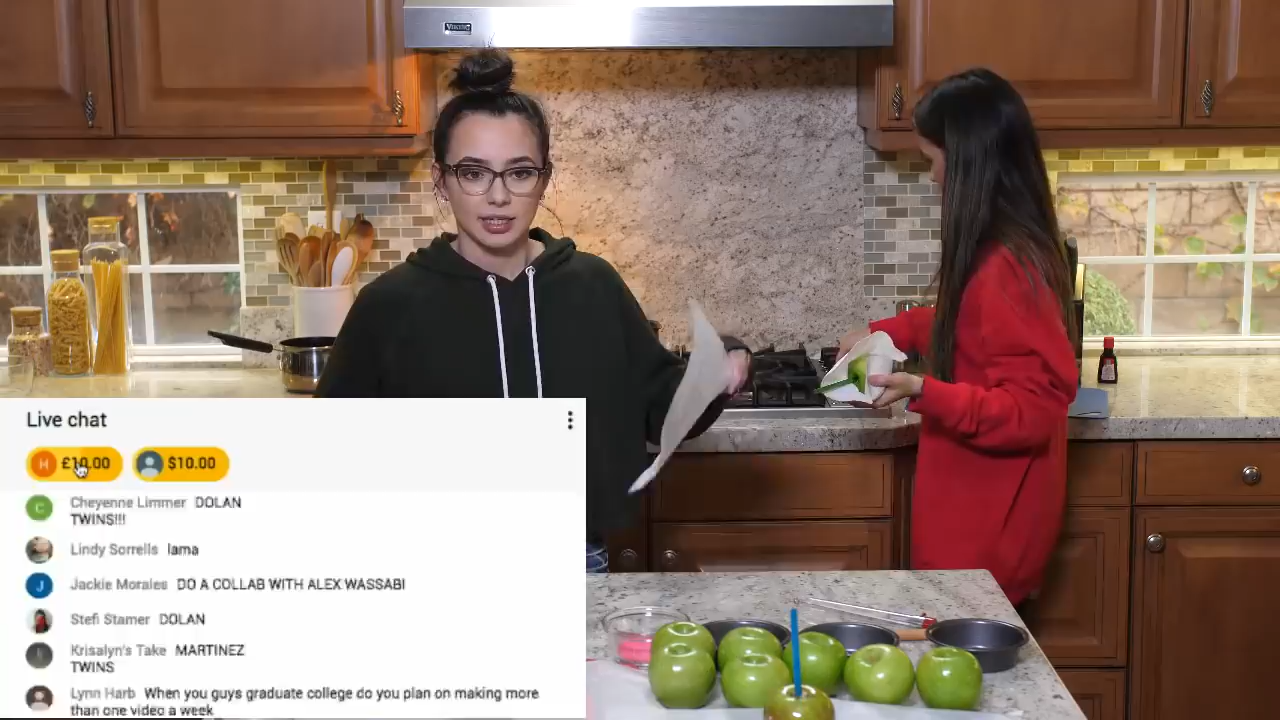 VIKING
Live chat
H £10.00 $10.00
C Cheyenne Limmer DOLAN
TWINS!!!
Lindy Sorrells lama
J Jackie Morales DO A COLLAB WITH ALEX WASSABI
Stefi Stamer DOLAN
Krisalyn's Take MARTINEZ
TWINS
Lynn Harb When you guys graduate college do you plan on making more
than one video a week